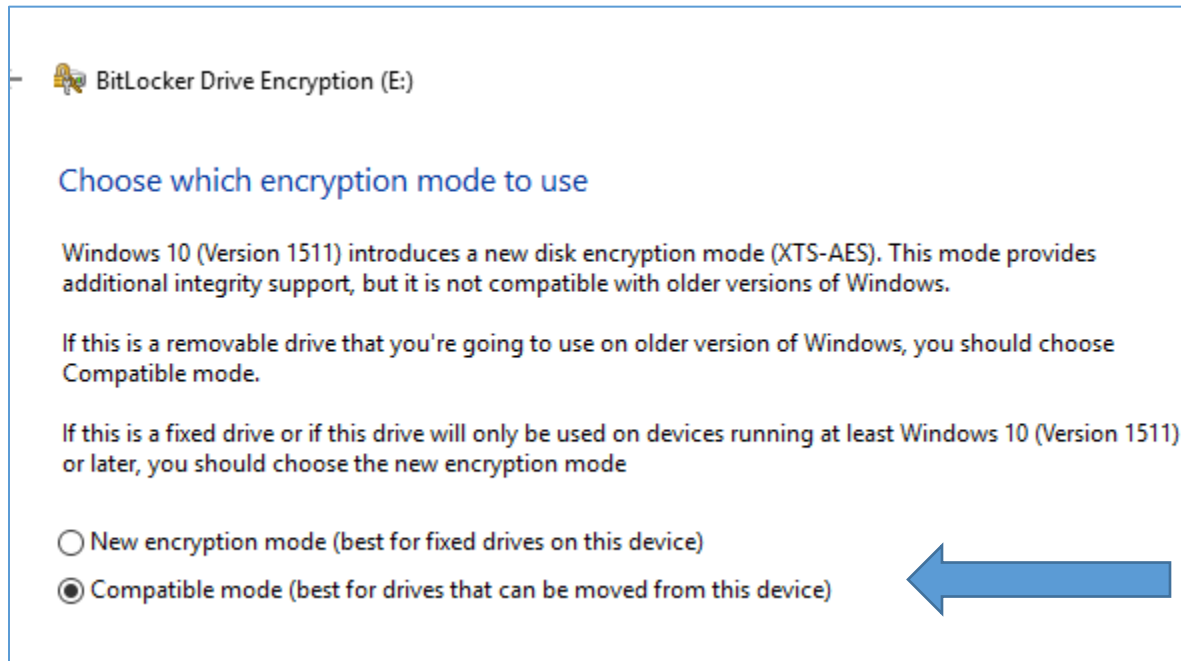 BitLocker Drive Encryption (E:)
Choose which encryption mode to use
Windows 10 (Version 1511) introduces a new disk encryption mode (XTS-AES). This mode provides
additional integrity support, but it is not compatible with older versions of Windows.
If this is a removable drive that you're going to use on older version of Windows, you should choose
Compatible mode.
If this is a fixed drive or if this drive will only be used on devices running at least Windows 10 (Version 1511)
or later, you should choose the new encryption mode
New encryption mode (best for fixed drives on this device)
Compatible mode (best for drives that can be moved from this device)